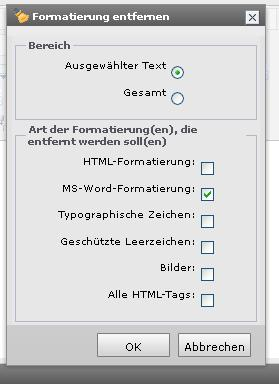 Formatierung entfernen
Bereich
Ausgewählter Text
Gesamt
Art der Formatierung(en), die
entfernt werden soll(en)
HTML-Formatierung:
MS-Word-Formatierung:
Typographische Zeichen:
Geschützte Leerzeichen:
Bilder:
Alle HTML-Tags:
OK
Abbrechen